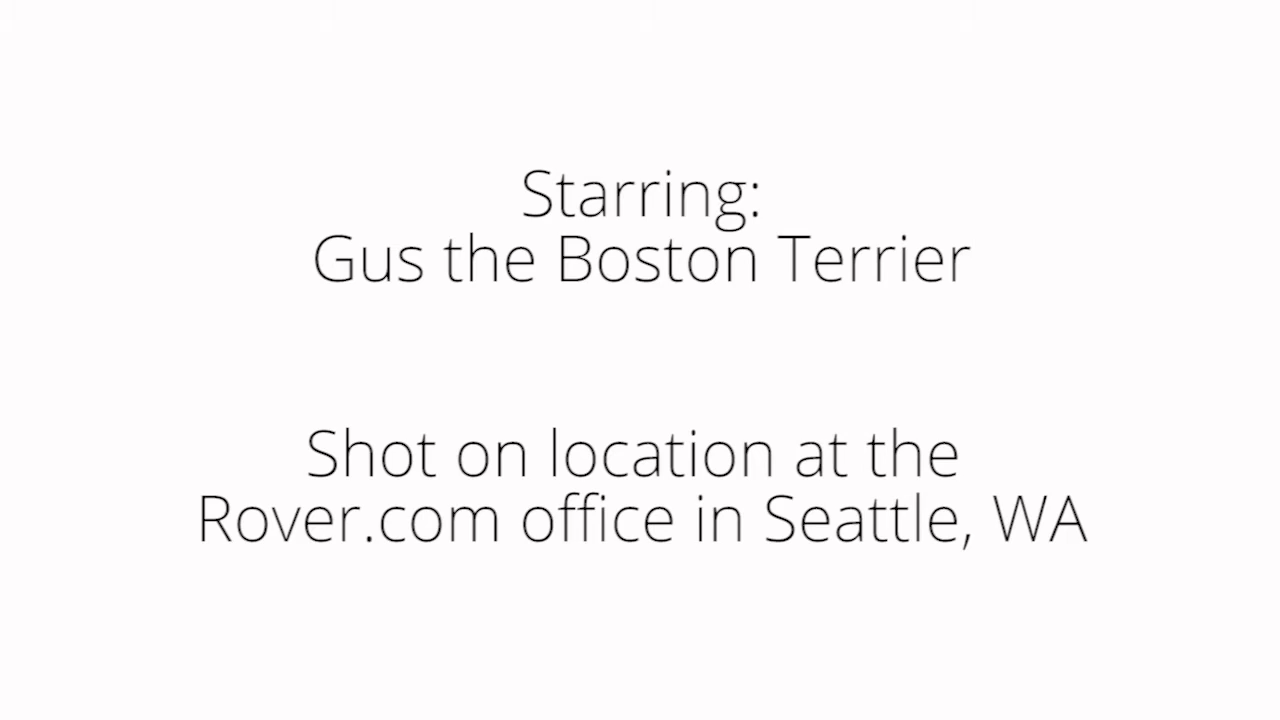 Starring:
Gus the Boston Terrier
Shot on location at the
Rover.com office in Seattle, WA